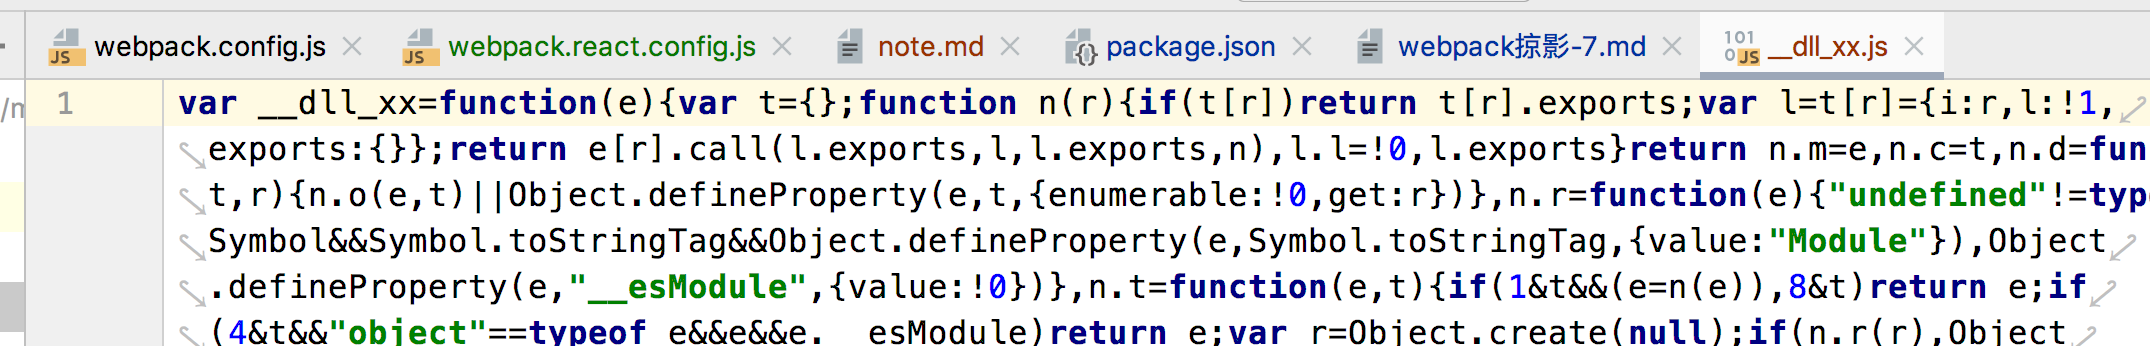 webpack.config.js webpack.react.config.js note.md package.json webpack掠影-7.md __dll_xx.js
1 var __dll_xx=function(e){var t={};function n(r){if(t[r])return t[r].exports;var l=t[r]={i:r,l:!1,
exports:{}};return e[r].call(l.exports,l,l.exports,n),l.l=!0,l.exports}return n.m=e,n.c=t,n.d=fun
t,r){n.o(e,t)||Object.defineProperty(e,t,{enumerable:!0,get:r})},n.r=function(e){"undefined"!=typ
Symbol&&Symbol.toStringTag&&Object.defineProperty(e,Symbol.toStringTag,{value:"Module"}),Object
.defineProperty(e,"__esModule",{value:!0})},n.t=function(e,t){if(1&t&&(e=n(e)),8&t)return e;if
(4&t&&"object"==typeof e&&e&&e.__esModule)return e;var r=Object.create(null);if(n.r(r),Object